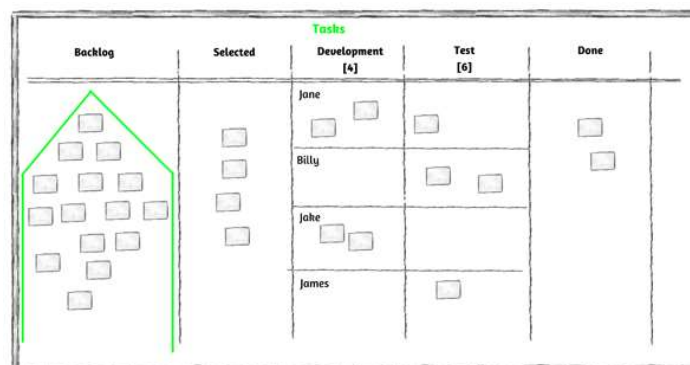 Tasks
Backlog Selected Development Test Done
[4] [6]
Jane
Billy
Jake
James